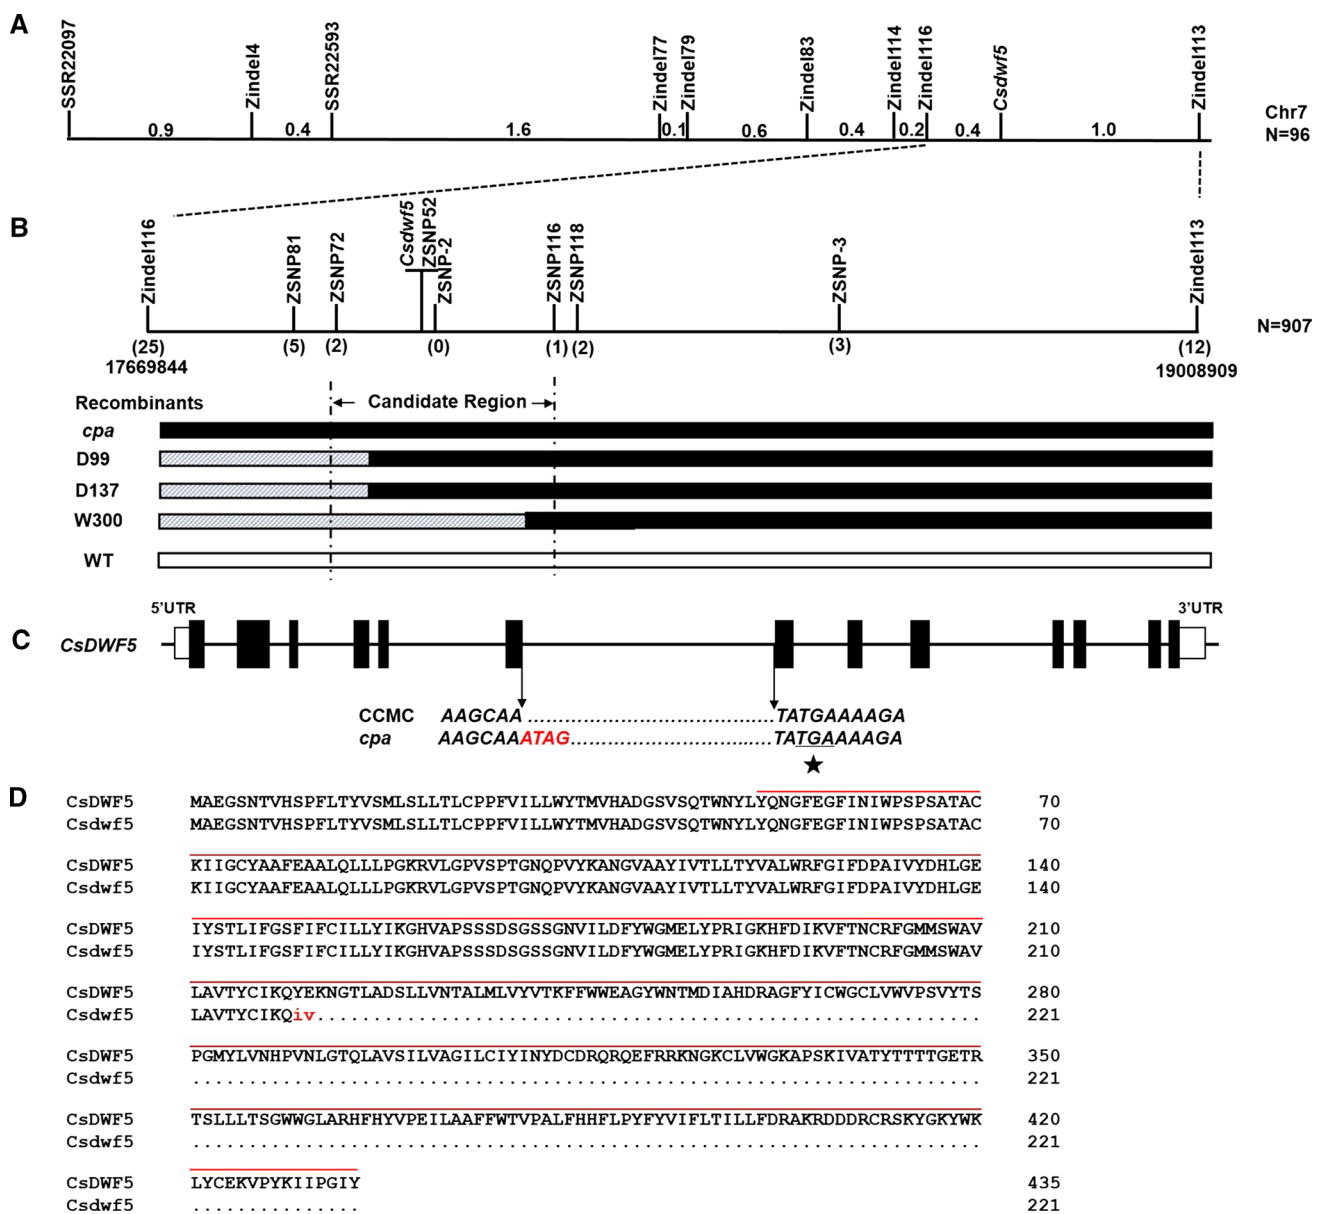 A
SSR22097
Zindel4
SSR22593
Zindel77
Zindel79
Zindel83
Zindel114
Zindel116
Csdwf5
Zindel113
0.9 0.4 1.6 0.1 0.6 0.4 0.2 0.4 1.0
Chr7
N=96
B
Zindel116
ZSNP81
ZSNP72
Csdwf5
ZSNP52
ZSNP-2
ZSNP116
ZSNP118
ZSNP-3
Zindel113
N=907
(25) (5) (2) (0) (1) (2) (3) (12)
17669844 19008909
Recombinants Candidate Region
cpa
D99
D137
W300
WT
5'UTR 3'UTR
C CsDWF5
CCMC AAGCAA...........................................TATGAAAAGA
cpa AAGCAAATAG...................................TATGAAAAGA
★
D CsDWF5 MAEGSNTVHSPFLTYVSMLSLLTLCPPFVILLWYTMVHADGSVSQTWNYLYQNGFEGFINIWPSPSATAC 70
Csdwf5 MAEGSNTVHSPFLTYVSMLSLLTLCPPFVILLWYTMVHADGSVSQTWNYLYQNGFEGFINIWPSPSATAC 70
CsDWF5 KIIGCYAAFEAALQLLLPGKRVLGPVSPTGNQPVYKANGVAAYIVTLLTYVALWRFGIFDPAIVYDHLGE 140
Csdwf5 KIIGCYAAFEAALQLLLPGKRVLGPVSPTGNQPVYKANGVAAYIVTLLTYVALWRFGIFDPAIVYDHLGE 140
CsDWF5 IYSTLIFGSFIFCILLYIKGHVAPSSSDSGSSGNVILDFYWGMELYPRIGKHFDIKVFTNCRFGMMSWAV 210
Csdwf5 IYSTLIFGSFIFCILLYIKGHVAPSSSDSGSSGNVILDFYWGMELYPRIGKHFDIKVFTNCRFGMMSWAV 210
CsDWF5 LAVTYCIKQYEKNGTLADSLLVNTALMLVYVTKFFWWEAGYWNTMDIAHDRAGFYICWGCLVWVPSVYTS 280
Csdwf5 LAVTYCIKQiv........................................................... 221
CsDWF5 PGMYLVNHPVNLGTQLAVSILVAGILCIYINYDCDRQRQEFRRKNGKCLVWGKAPSKIVATYTTTTGETR 350
Csdwf5 ...................................................................... 221
CsDWF5 TSLLLTSGWWGLARHFHYVPEILAAFFWTVPALFHHFLPYFYVIFLTILLFDRAKRDDDRCRSKYGKYWK 420
Csdwf5 ...................................................................... 221
CsDWF5 LYCEKVPYKIIPGIY 435
Csdwf5 ............... 221